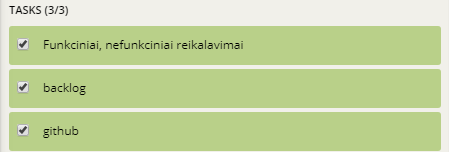 TASKS (3/3)
Funkciniai, nefunkciniai reikalavimai
backlog
github